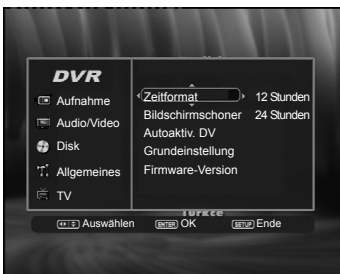 DVR
Aufnahme
Audio/Video
Disk
Allgemeines
TV
Zeitformat 12 Stunden
Bildschirmschoner 24 Stunden
Autoaktiv. DV
Grundeinstellung
Firmware-Version
Türkce
Auswählen ENTER OK SETUP Ende